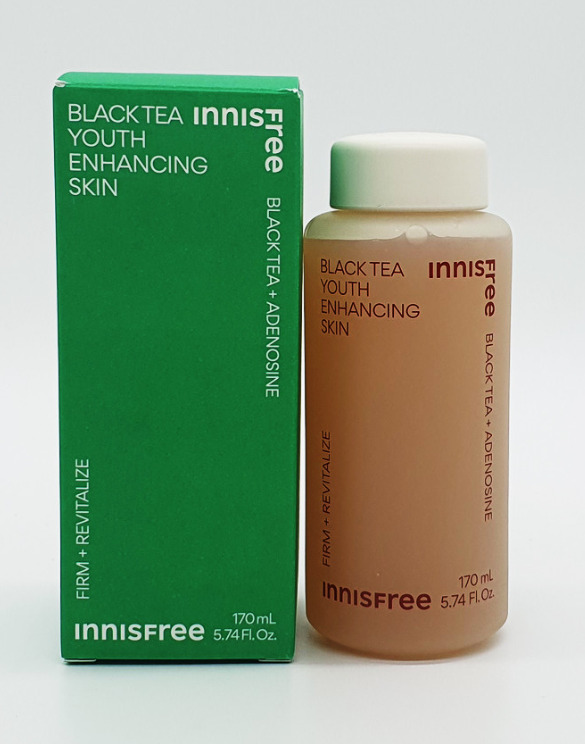 BLACK TEA
YOUTH
ENHANCING
SKIN
innisfree
BLACK TEA + ADENOSINE
FIRM + REVITALIZE
innisfree
170 mL
5.74 Fl. Oz.
BLACK TEA
YOUTH
ENHANCING
SKIN
innisfree
BLACK TEA + ADENOSINE
FIRM + REVITALIZE
innisfree
170 mL
5.74 Fl. Oz.